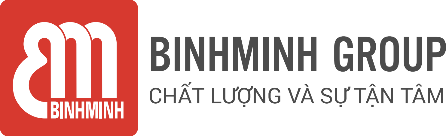 BINHMINH
BINHMINH GROUP
CHẤT LƯỢNG VÀ SỰ TẬN TÂM